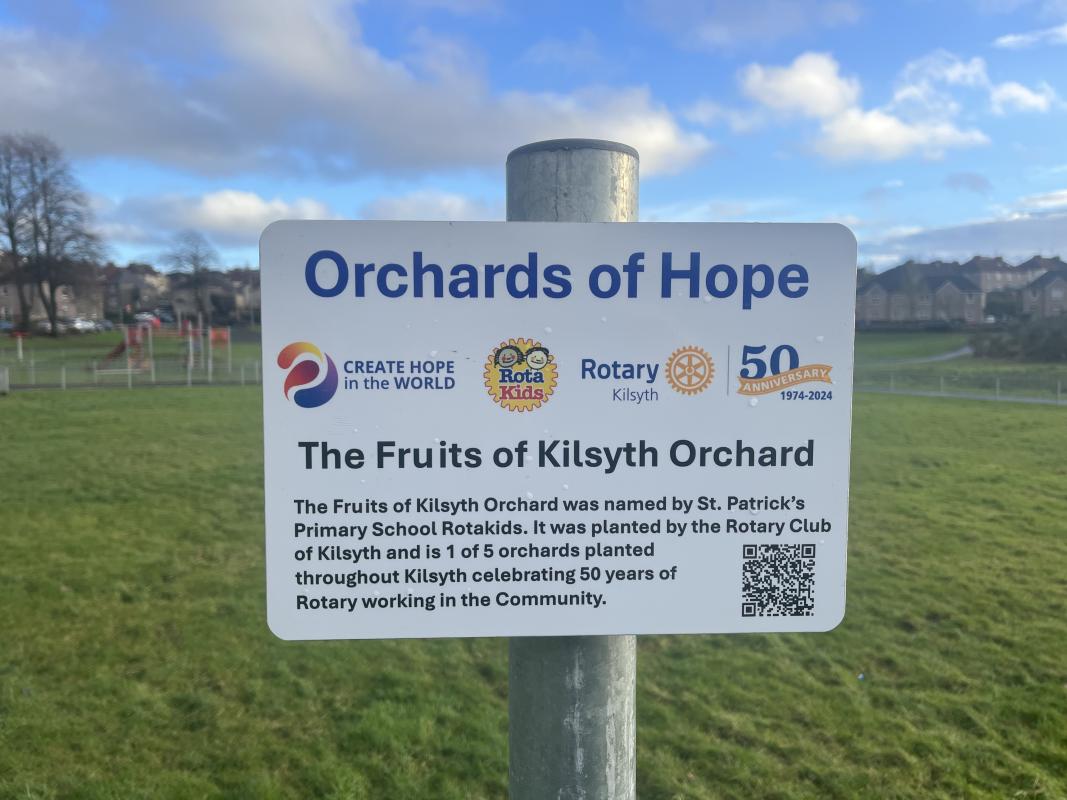 Orchards of Hope
CREATE HOPE
in the WORLD
Rota
Kids
Rotary
Kilsyth
50
ANNIVERSARY
1974-2024
The Fruits of Kilsyth Orchard
The Fruits of Kilsyth Orchard was named by St. Patrick's
Primary School Rotakids. It was planted by the Rotary Club
of Kilsyth and is 1 of 5 orchards planted
throughout Kilsyth celebrating 50 years of
Rotary working in the Community.